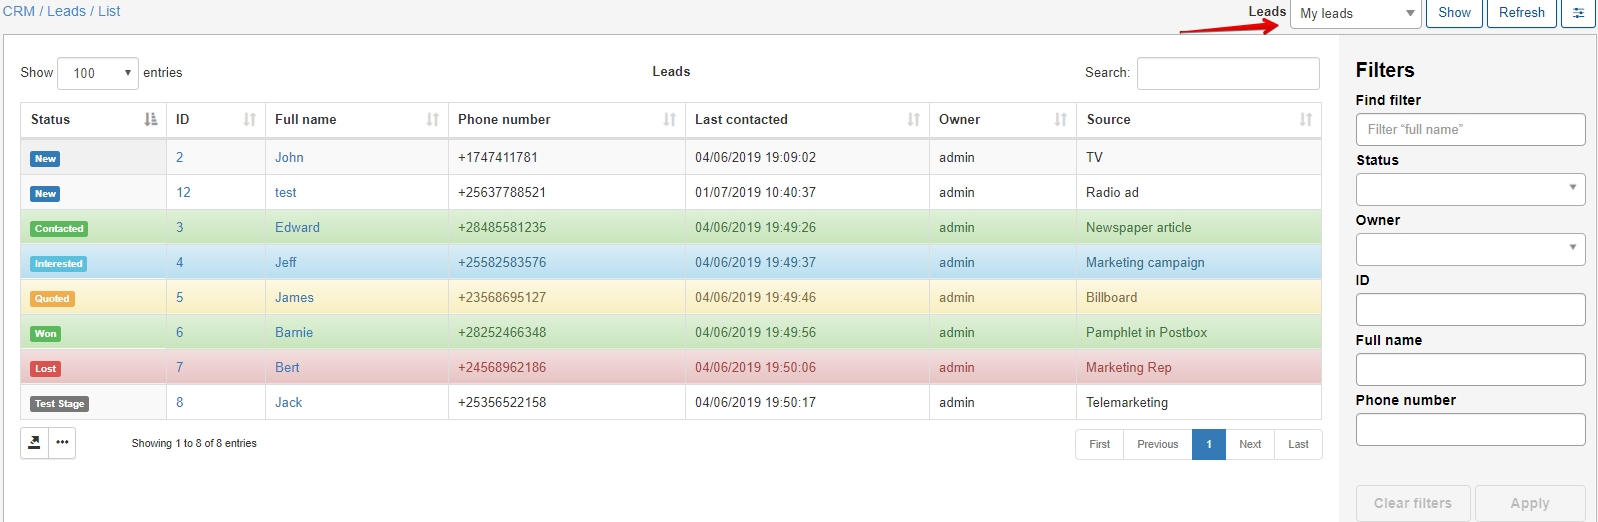 CRM / Leads / List
Leads My leads Show Refresh
Show 100 entries
Leads
Search:
Status ID Full name Phone number Last contacted Owner Source
New 2 John +1747411781 04/06/2019 19:09:02 admin TV
New 12 test +25637788521 01/07/2019 10:40:37 admin Radio ad
Contacted 3 Edward +28485581235 04/06/2019 19:49:26 admin Newspaper article
Interested 4 Jeff +25582583576 04/06/2019 19:49:37 admin Marketing campaign
Quoted 5 James +23568695127 04/06/2019 19:49:46 admin Billboard
Won 6 Barnie +28252466348 04/06/2019 19:49:56 admin Pamphlet in Postbox
Lost 7 Bert +24568962186 04/06/2019 19:50:06 admin Marketing Rep
Test Stage 8 Jack +25356522158 04/06/2019 19:50:17 admin Telemarketing
Showing 1 to 8 of 8 entries
First Previous 1 Next Last
Filters
Find filter
Filter “full name”
Status
Owner
ID
Full name
Phone number
Clear filters Apply